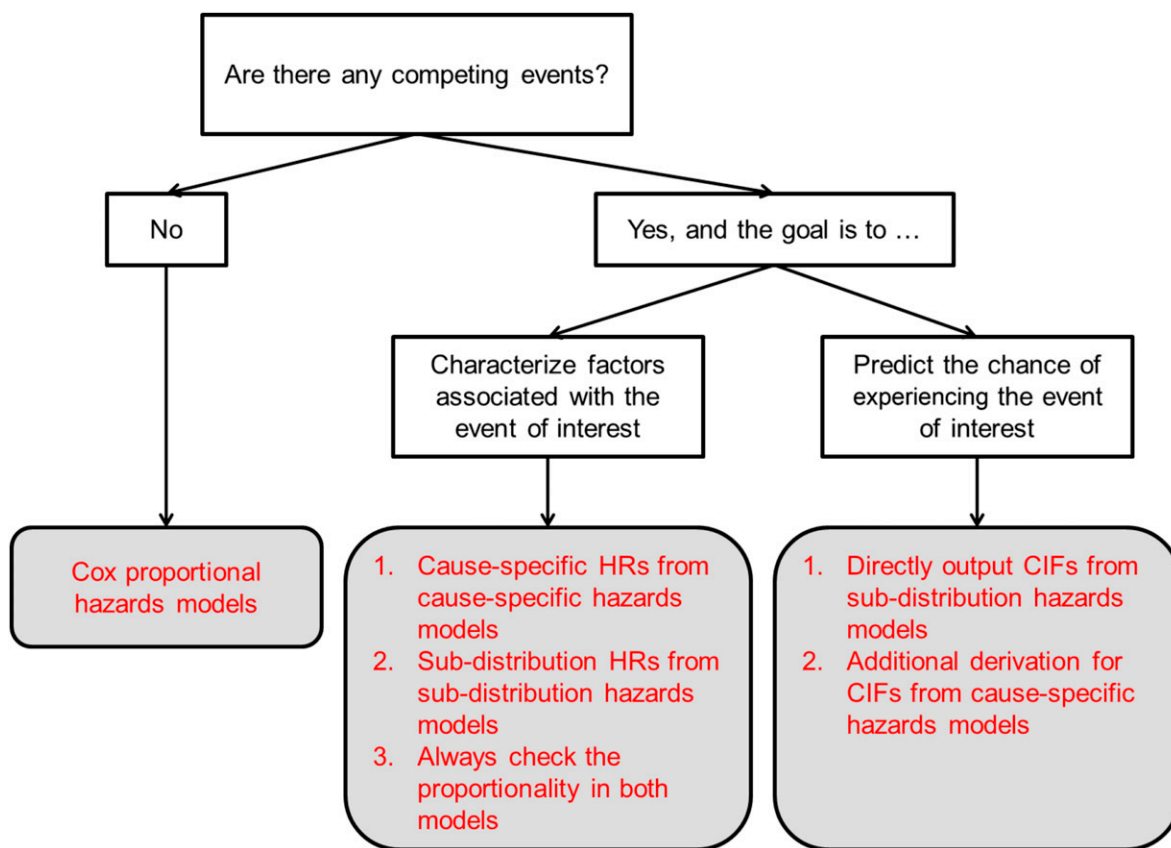 Are there any competing events?
No
Yes, and the goal is to …
Characterize factors
associated with the
event of interest
Predict the chance of
experiencing the event
of interest
Cox proportional
hazards models
1. Cause-specific HRs from
cause-specific hazards
models
2. Sub-distribution HRs from
sub-distribution hazards
models
3. Always check the
proportionality in both
models
1. Directly output CIFs from
sub-distribution hazards
models
2. Additional derivation for
CIFs from cause-specific
hazards models